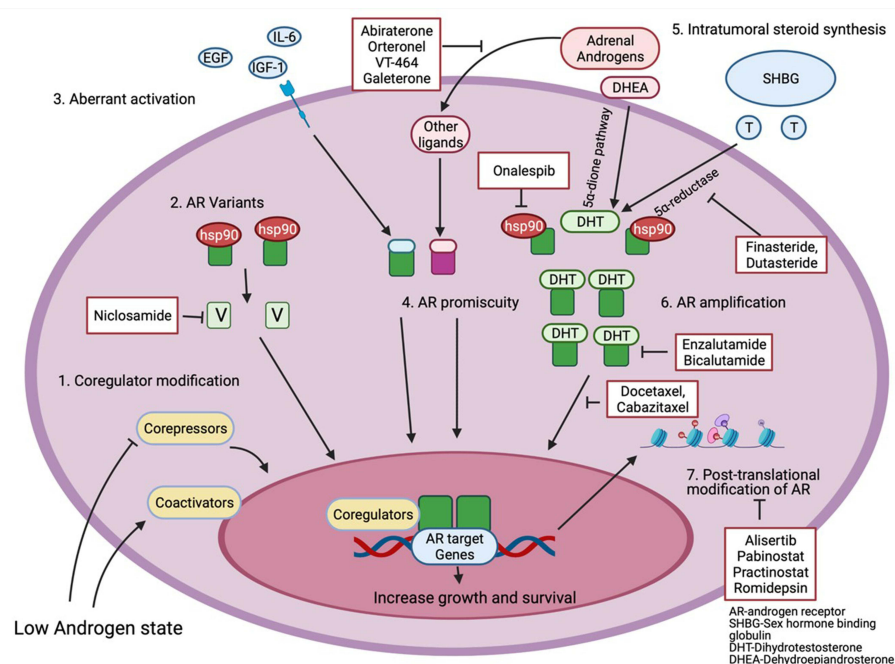 5. Intratumoral steroid synthesis
Abiraterone
Orteronel
VT-464
Galeterone
Adrenal
Androgens
DHEA
IL-6
EGF
IGF-1
SHBG
T
T
3. Aberrant activation
Other
ligands
5α-dione pathway
5α-reductase
Onalespib
2. AR Variants
hsp90
hsp90
hsp90
DHT
hsp90
Finasteride,
Dutasteride
DHT
DHT
4. AR promiscuity
6. AR amplification
Niclosamide
V
V
DHT
DHT
Enzalutamide
Bicalutamide
1. Coregulator modification
Docetaxel,
Cabazitaxel
Corepressors
7. Post-translational
modification of AR
Coactivators
Coregulators
AR target
Genes
Increase growth and survival
Alisertib
Pabinostat
Practinostat
Romidepsin
Low Androgen state
AR-androgen receptor
SHBG-Sex hormone binding
globulin
DHT-Dihydrotestosterone
DHEA-Dehydroepiandrosterone